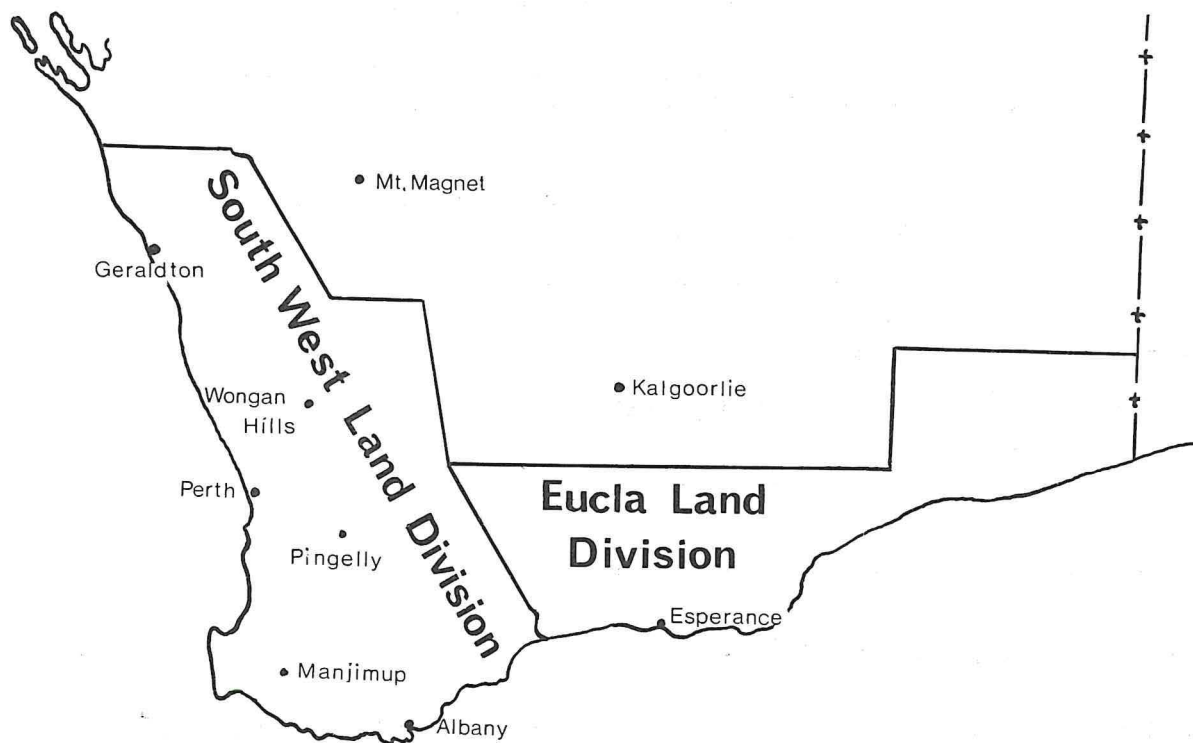 Mt. Magnet
South West Land Division
Geraldton
Wongan
Hills
Kalgoorlie
Perth
Eucla Land
Division
Pingelly
Esperance
Manjimup
Albany